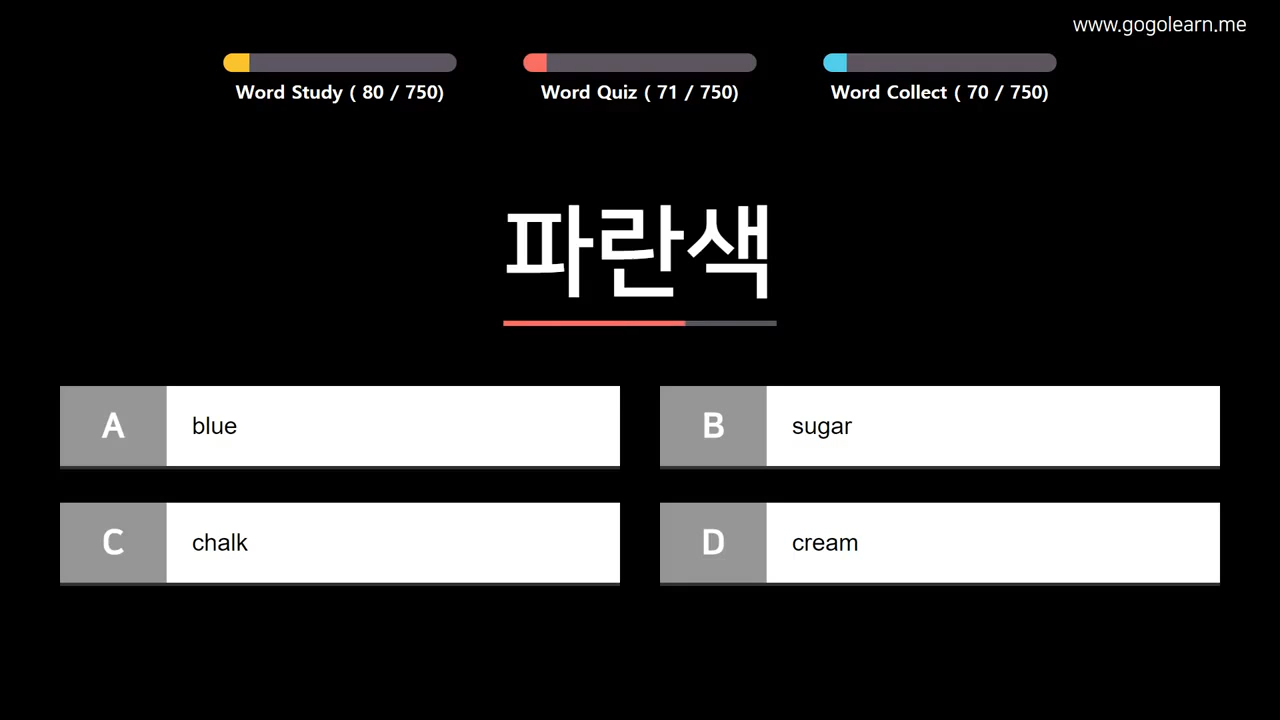 www.gogolearn.me
Word Study ( 80 / 750)
Word Quiz ( 71 / 750)
Word Collect ( 70 / 750)
파란색
A blue
B sugar
C chalk
D cream